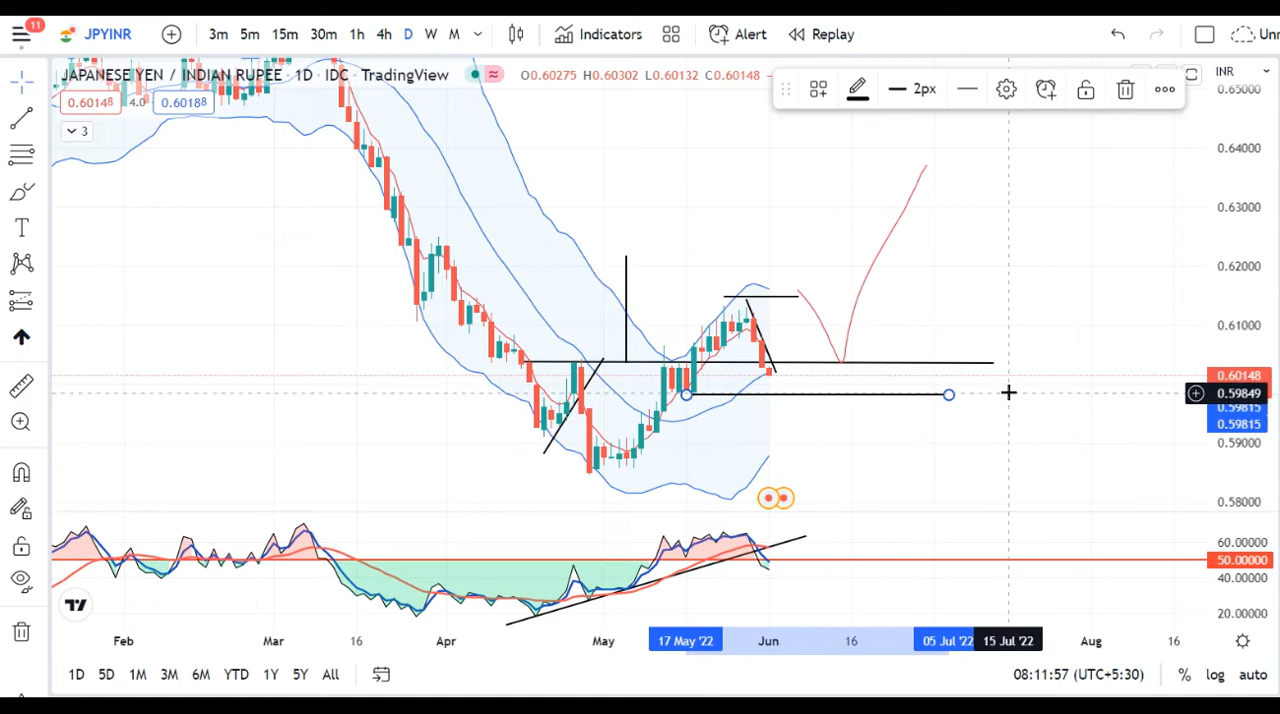 11
JPYINR
3m 5m 15m 30m 1h 4h D W M
Indicators
Alert
Replay
JAPANESE YEN / INDIAN RUPEE · 1D · IDC · TradingView
O0.60275 H0.60302 L0.60132 C0.60148
INR
0.60148 4.0 0.60188
3
2px
0.65000
0.64000
0.63000
0.62000
0.61000
0.60148
0.59849
0.59815
0.59815
0.59000
0.58000
60.00000
50.00000
40.00000
20.00000
Feb Mar 16 Apr May 17 May '22 Jun 16 05 Jul '22 15 Jul '22 Aug 16
1D 5D 1M 3M 6M YTD 1Y 5Y All
08:11:57 (UTC+5:30) % log auto